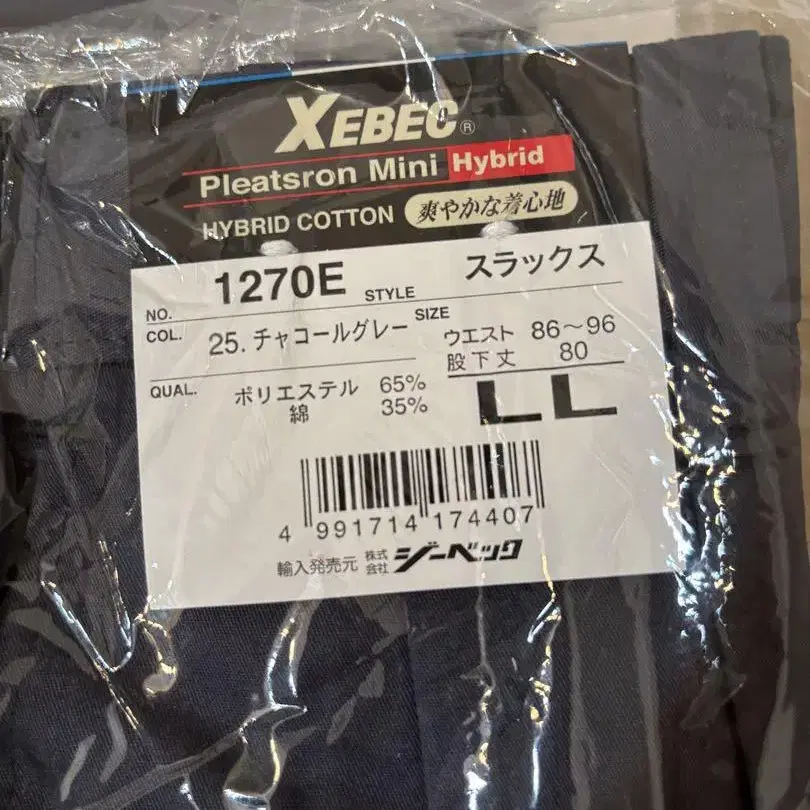 XEBEC®
Pleatsron Mini Hybrid
HYBRID COTTON 爽やかな着心地
NO. 1270E STYLE スラックス
COL. 25. チャコールグレー SIZE ウエスト 86〜96
股下丈 80
QUAL. ポリエステル 65%
綿 35%
LL
4 991714 174407
輸入発売元 株式会社 ジーベック